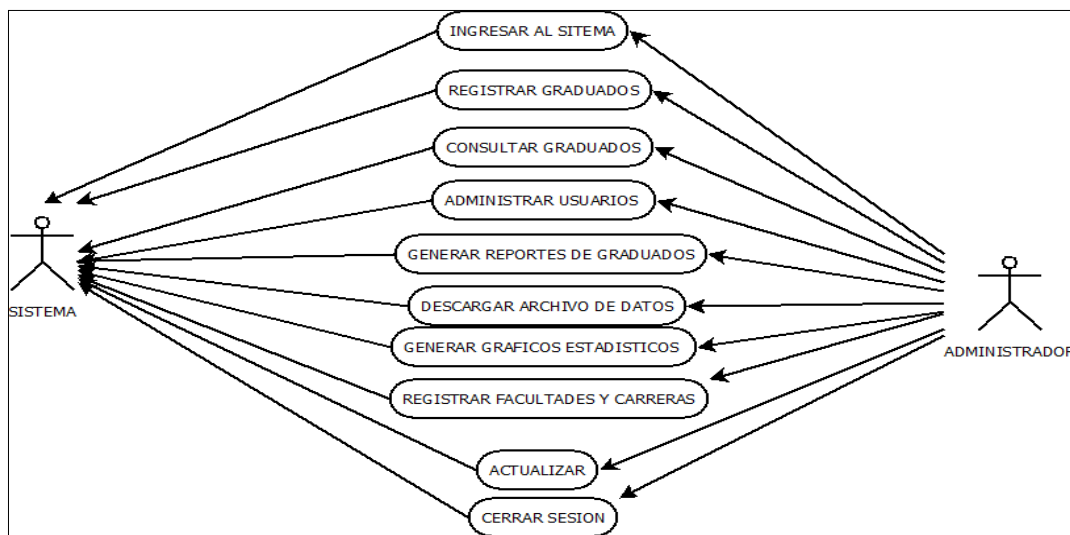 INGRESAR AL SITEMA
REGISTRAR GRADUADOS
CONSULTAR GRADUADOS
ADMINISTRAR USUARIOS
GENERAR REPORTES DE GRADUADOS
DESCARGAR ARCHIVO DE DATOS
SISTEMA
GENERAR GRAFICOS ESTADISTICOS
ADMINISTRADOR
REGISTRAR FACULTADES Y CARRERAS
ACTUALIZAR
CERRAR SESION